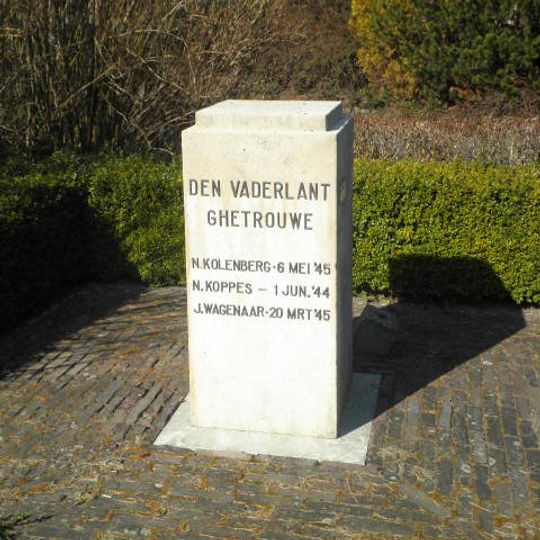 DEN VADERLANT
GHETROUWE
N. KOLENBERG · 6 MEI '45
N. KOPPES – 1 JUN. '44
J. WAGENAAR · 20 MRT '45